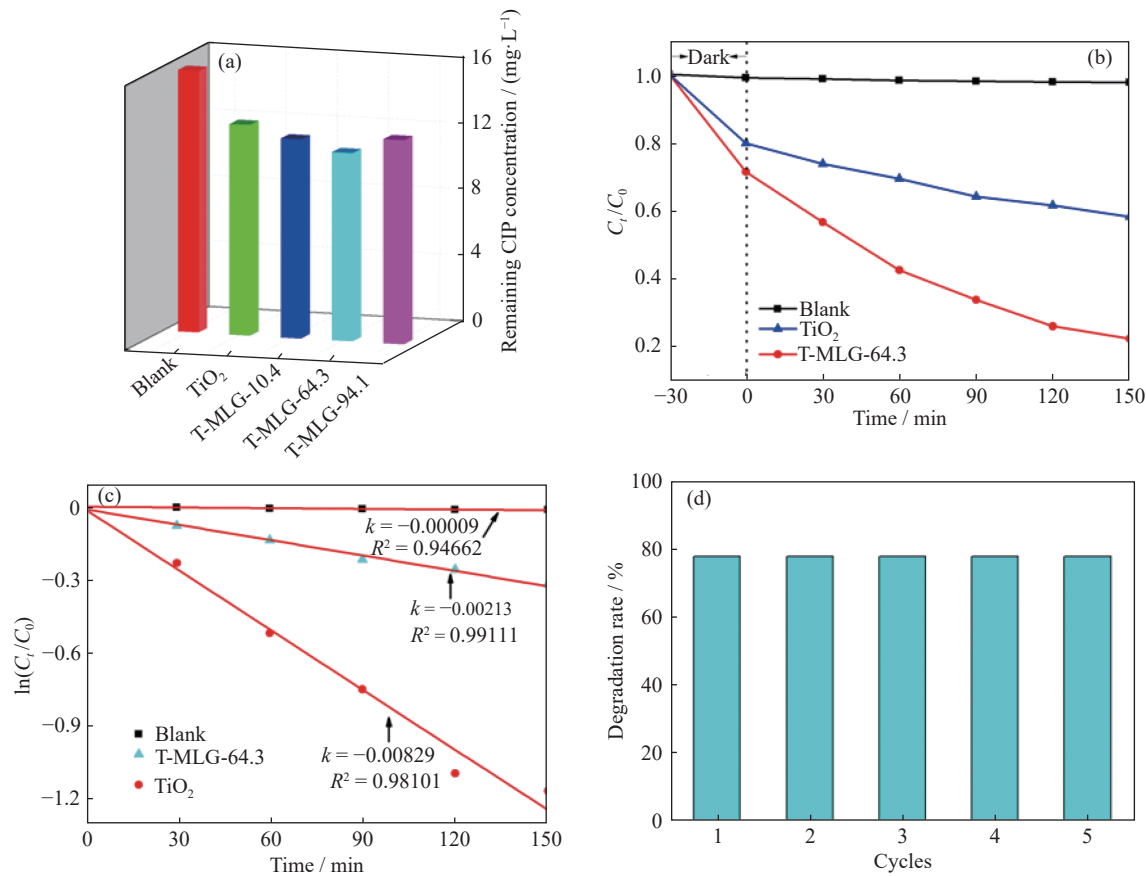 (a)
Remaining CIP concentration / (mg·L⁻¹)
16
12
8
4
0
Blank
TiO₂
T-MLG-10.4
T-MLG-64.3
T-MLG-94.1
(b)
Dark
Cₜ/C₀
1.0
0.8
0.6
0.4
0.2
Blank
TiO₂
T-MLG-64.3
−30 0 30 60 90 120 150
Time / min
(c)
ln(Cₜ/C₀)
0
−0.3
−0.6
−0.9
−1.2
k = −0.00009
R² = 0.94662
k = −0.00213
R² = 0.99111
k = −0.00829
R² = 0.98101
Blank
T-MLG-64.3
TiO₂
0 30 60 90 120 150
Time / min
(d)
Degradation rate / %
100
80
60
40
20
0
1 2 3 4 5
Cycles